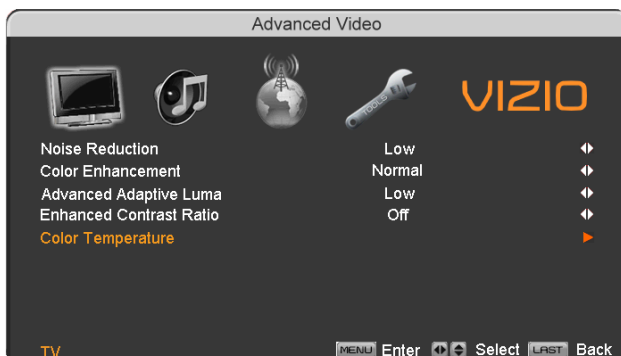 Advanced Video
TOOLS
VIZIO
Noise Reduction Low
Color Enhancement Normal
Advanced Adaptive Luma Low
Enhanced Contrast Ratio Off
Color Temperature
TV MENU Enter Select LAST Back